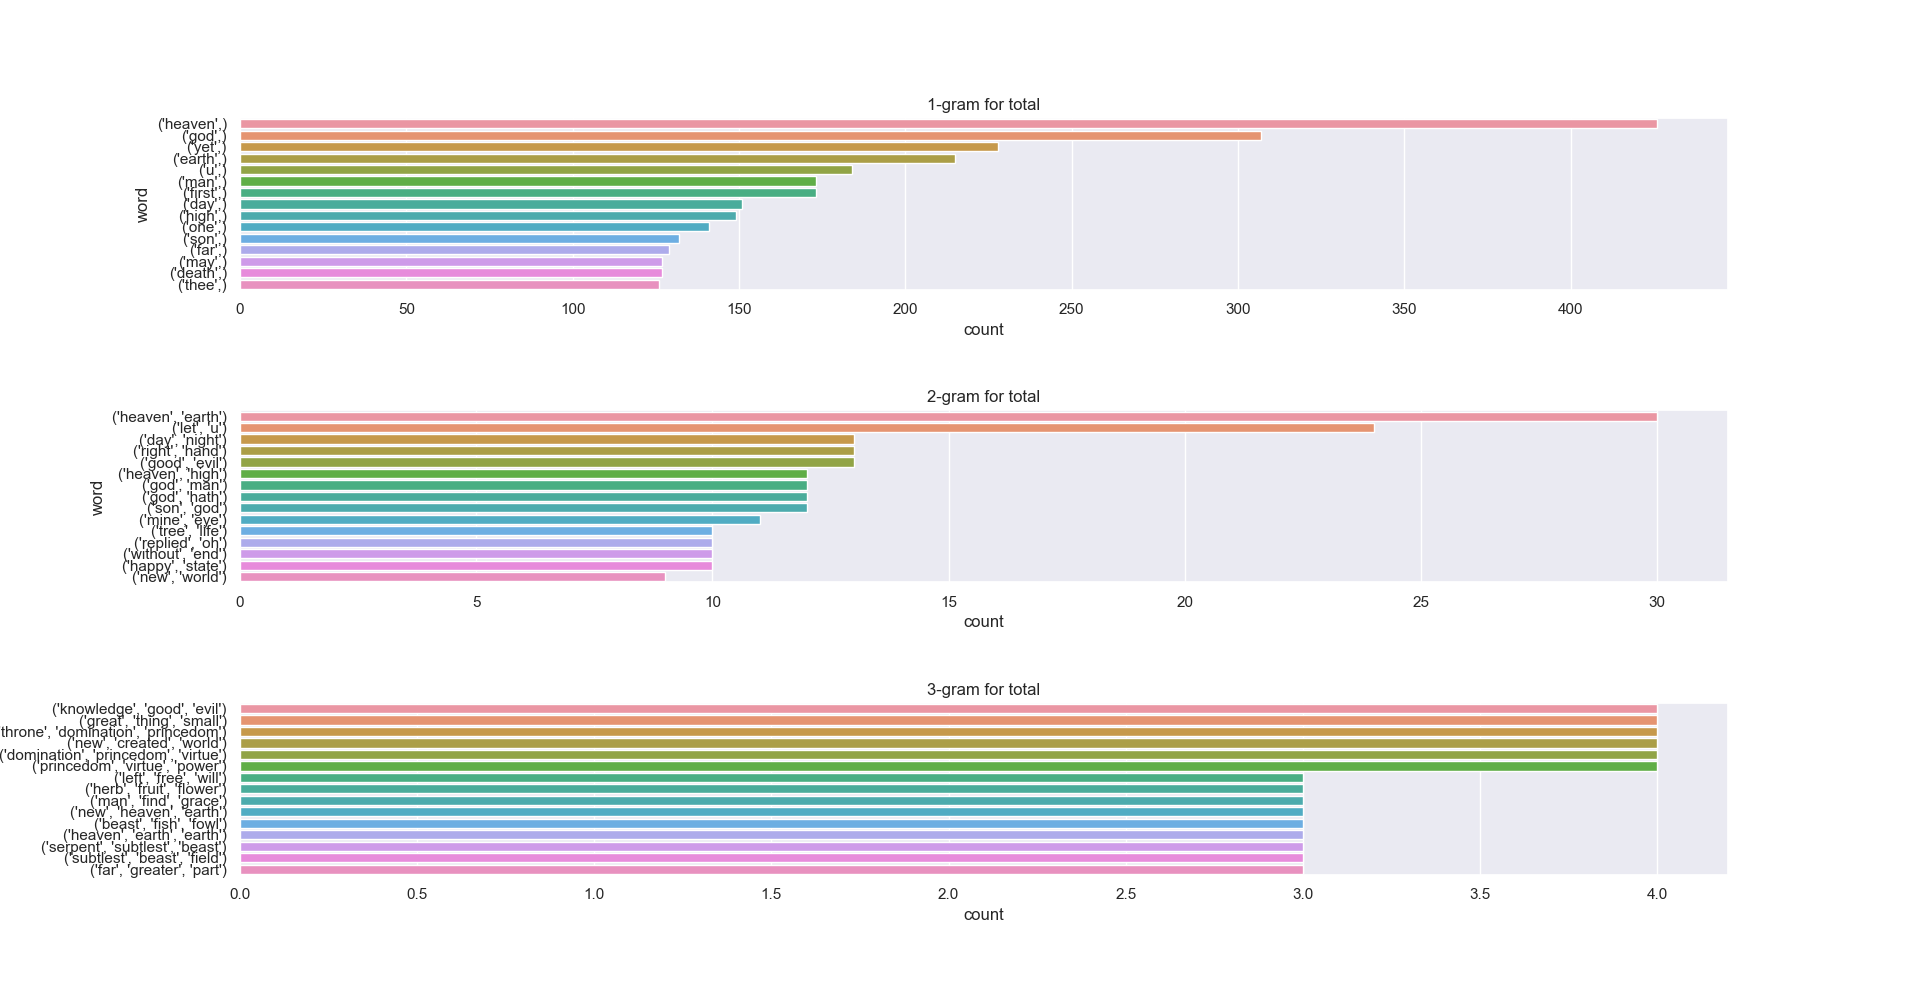 1-gram for total
('heaven',)
('god',)
('yet',)
('earth',)
('u',)
('man',)
('first',)
('day',)
('high',)
('one',)
('son',)
('far',)
('may',)
('death',)
('thee',)
word
0 50 100 150 200 250 300 350 400
count
2-gram for total
('heaven', 'earth')
('let', 'u')
('day', 'night')
('right', 'hand')
('good', 'evil')
('heaven', 'high')
('god', 'man')
('god', 'hath')
('son', 'god')
('mine', 'eye')
('tree', 'life')
('replied', 'oh')
('without', 'end')
('happy', 'state')
('new', 'world')
word
0 5 10 15 20 25 30
count
3-gram for total
('knowledge', 'good', 'evil')
('great', 'thing', 'small')
throne', 'domination', 'princedom')
('new', 'created', 'world')
('domination', 'princedom', 'virtue')
('princedom', 'virtue', 'power')
('left', 'free', 'will')
('herb', 'fruit', 'flower')
('man', 'find', 'grace')
('new', 'heaven', 'earth')
('beast', 'fish', 'fowl')
('heaven', 'earth', 'earth')
('serpent', 'subtlest', 'beast')
('subtlest', 'beast', 'field')
('far', 'greater', 'part')
0.0 0.5 1.0 1.5 2.0 2.5 3.0 3.5 4.0
count